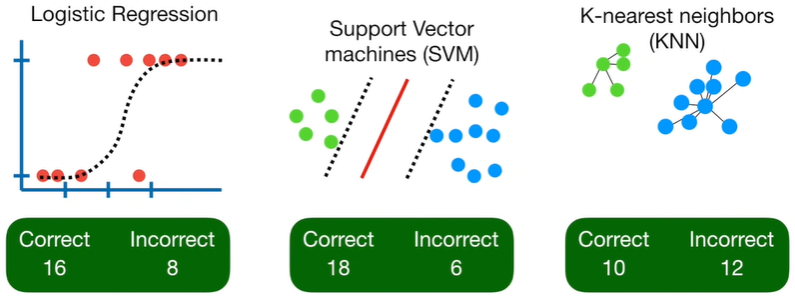 Logistic Regression
Support Vector
machines (SVM)
K-nearest neighbors
(KNN)
Correct Incorrect
16 8
Correct Incorrect
18 6
Correct Incorrect
10 12